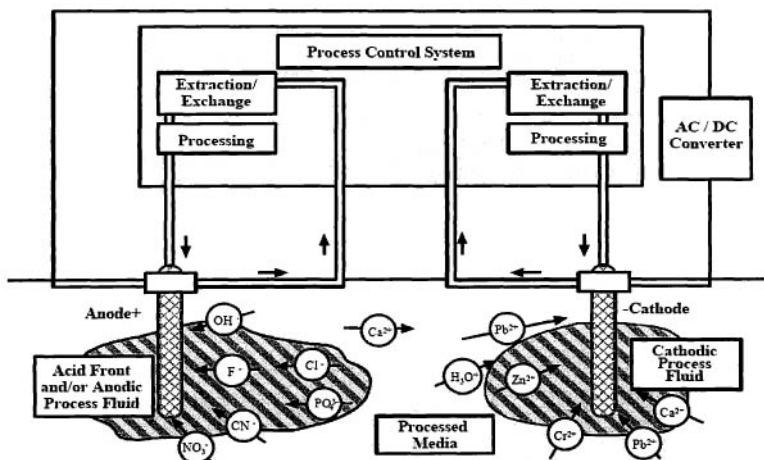 Process Control System
Extraction/
Exchange
Processing
Extraction/
Exchange
Processing
AC / DC
Converter
Anode+
-Cathode
OH⁻
Ca²⁺
Pb²⁺
Acid Front
and/or Anodic
Process Fluid
F⁻
Cl⁻
PO₄³⁻
CN⁻
NO₃⁻
H₃O⁺
Zn²⁺
Cathodic
Process
Fluid
Ca²⁺
Cr²⁺
Pb²⁺
Processed
Media